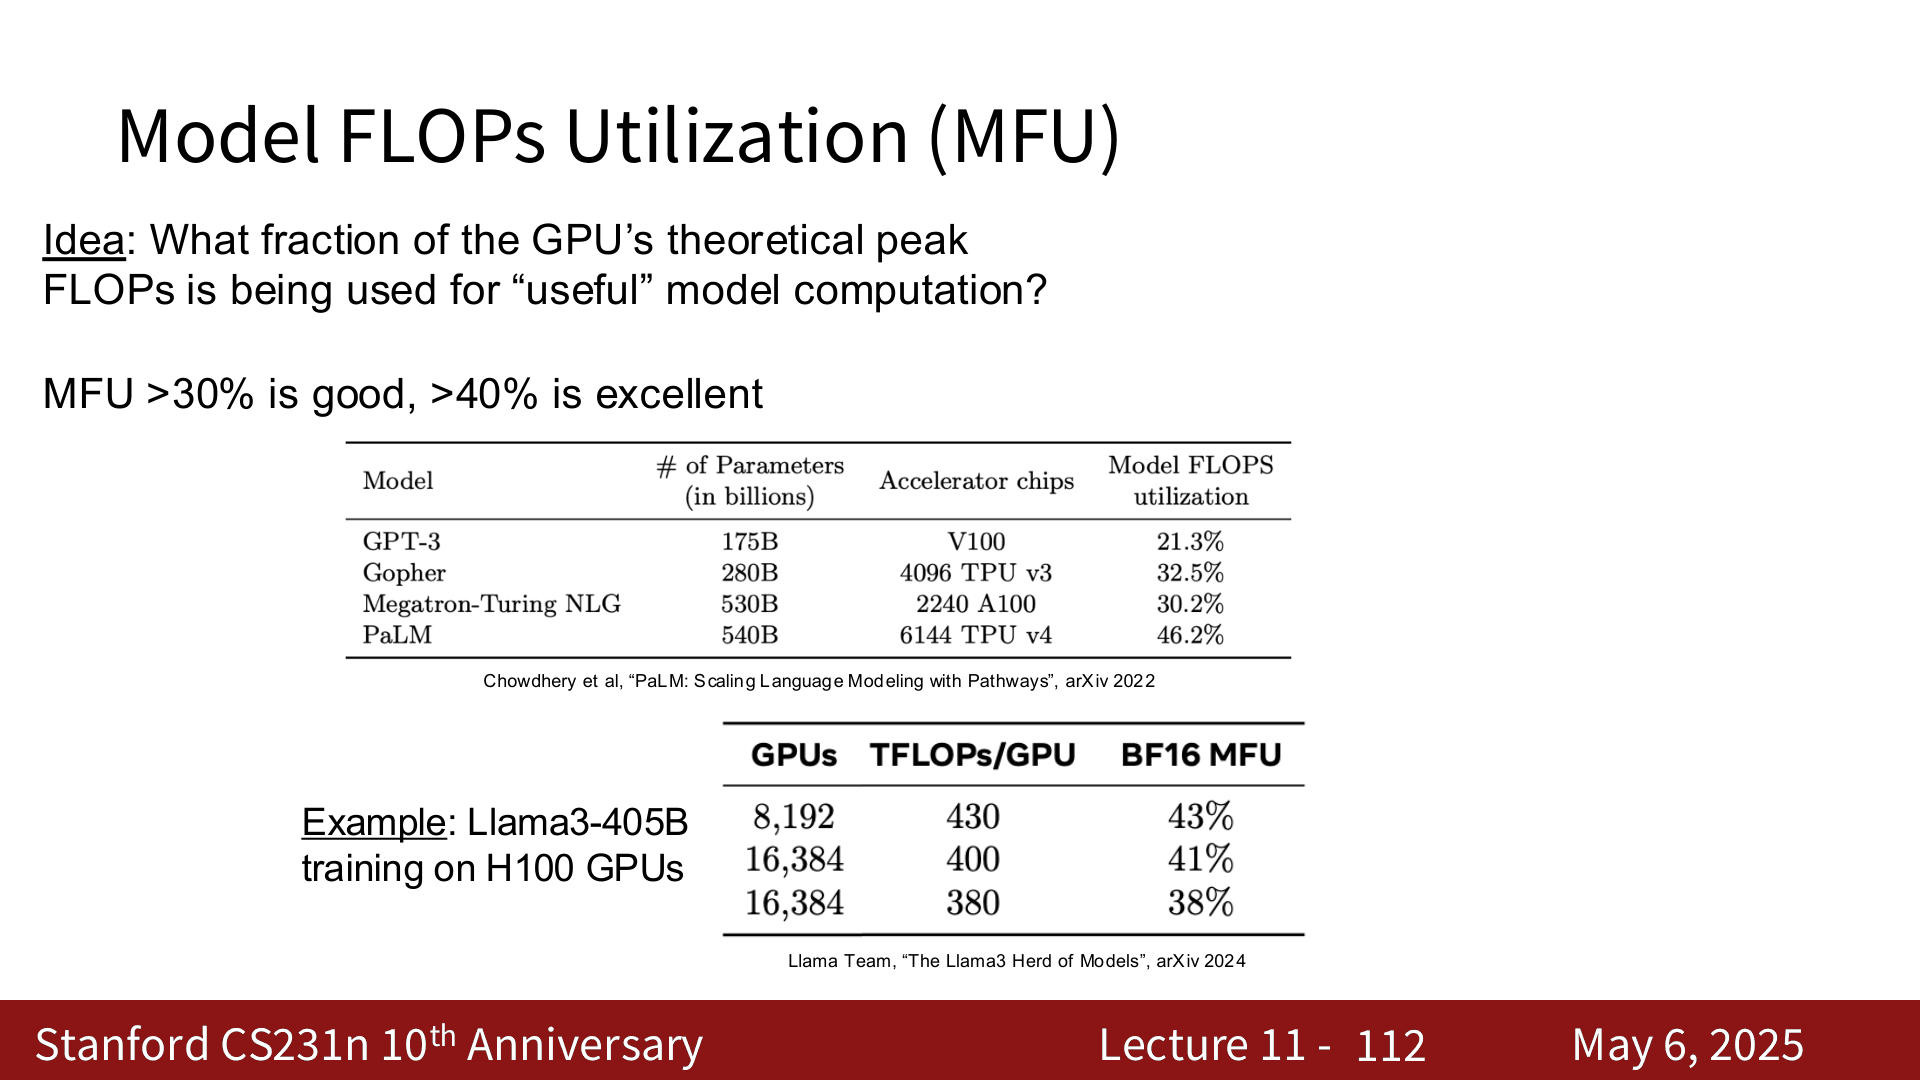 Model FLOPs Utilization (MFU)
Idea: What fraction of the GPU’s theoretical peak
FLOPs is being used for “useful” model computation?
MFU >30% is good, >40% is excellent
Model # of Parameters (in billions) Accelerator chips Model FLOPS utilization
GPT-3 175B V100 21.3%
Gopher 280B 4096 TPU v3 32.5%
Megatron-Turing NLG 530B 2240 A100 30.2%
PaLM 540B 6144 TPU v4 46.2%
Chowdhery et al, “PaLM: Scaling Language Modeling with Pathways”, arXiv 2022
Example: Llama3-405B
training on H100 GPUs
GPUs TFLOPs/GPU BF16 MFU
8,192 430 43%
16,384 400 41%
16,384 380 38%
Llama Team, “The Llama3 Herd of Models”, arXiv 2024
Stanford CS231n 10th Anniversary Lecture 11 - 112 May 6, 2025